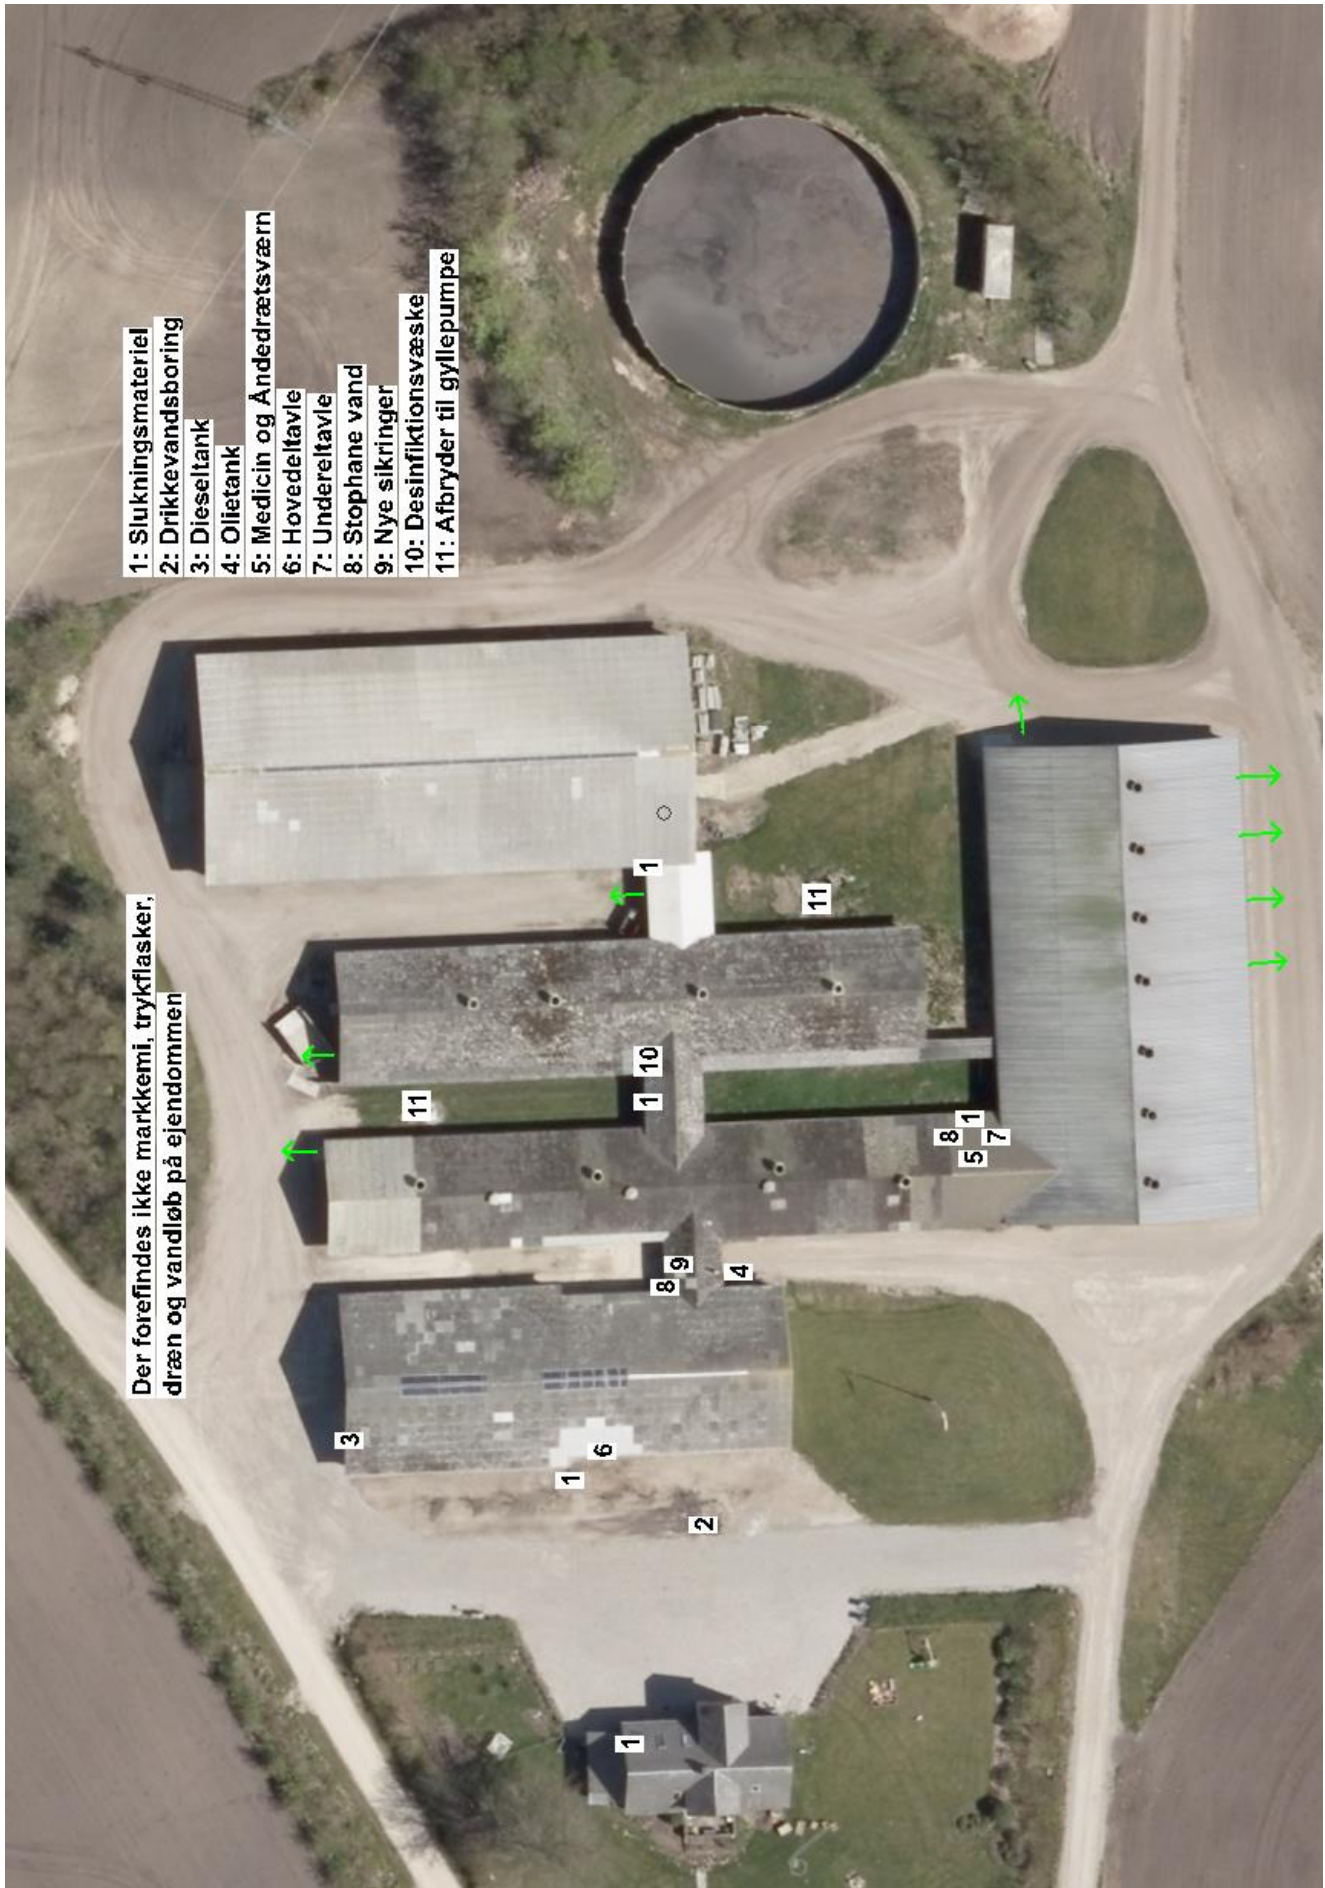 Der forefindes ikke markkemi, trykflasker,
dræn og vandløb på ejendommen
1: Slukningsmateriel
2: Drikkevandsboring
3: Dieseltank
4: Olietank
5: Medicin og Åndedrætsværn
6: Hovedeltavle
7: Undereltavle
8: Stophane vand
9: Nye sikringer
10: Desinfiktionsvæske
11: Afbryder til gyllepumpe
3
11
1
6
1
1
10
1
8
9
2
4
11
8
5
1
7